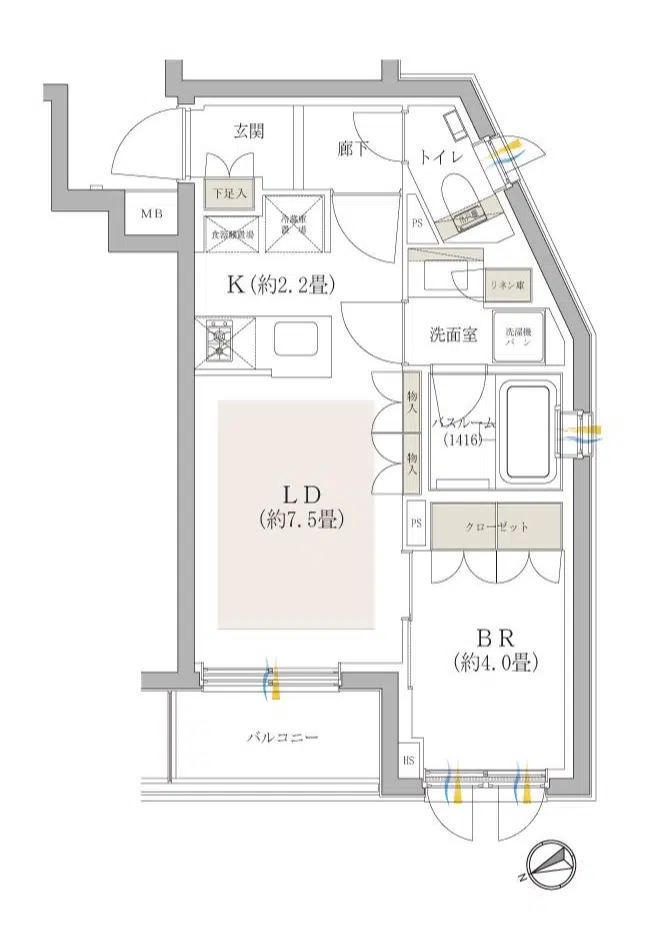 玄関
廊下
トイレ
下足入
MB
食器棚置場
冷蔵庫
置場
PS
K(約2.2畳)
リネン庫
洗面室
洗濯機
パン
物入
バスルーム
(1416)
物入
LD
(約7.5畳)
PS
クローゼット
BR
(約4.0畳)
バルコニー
HS
N